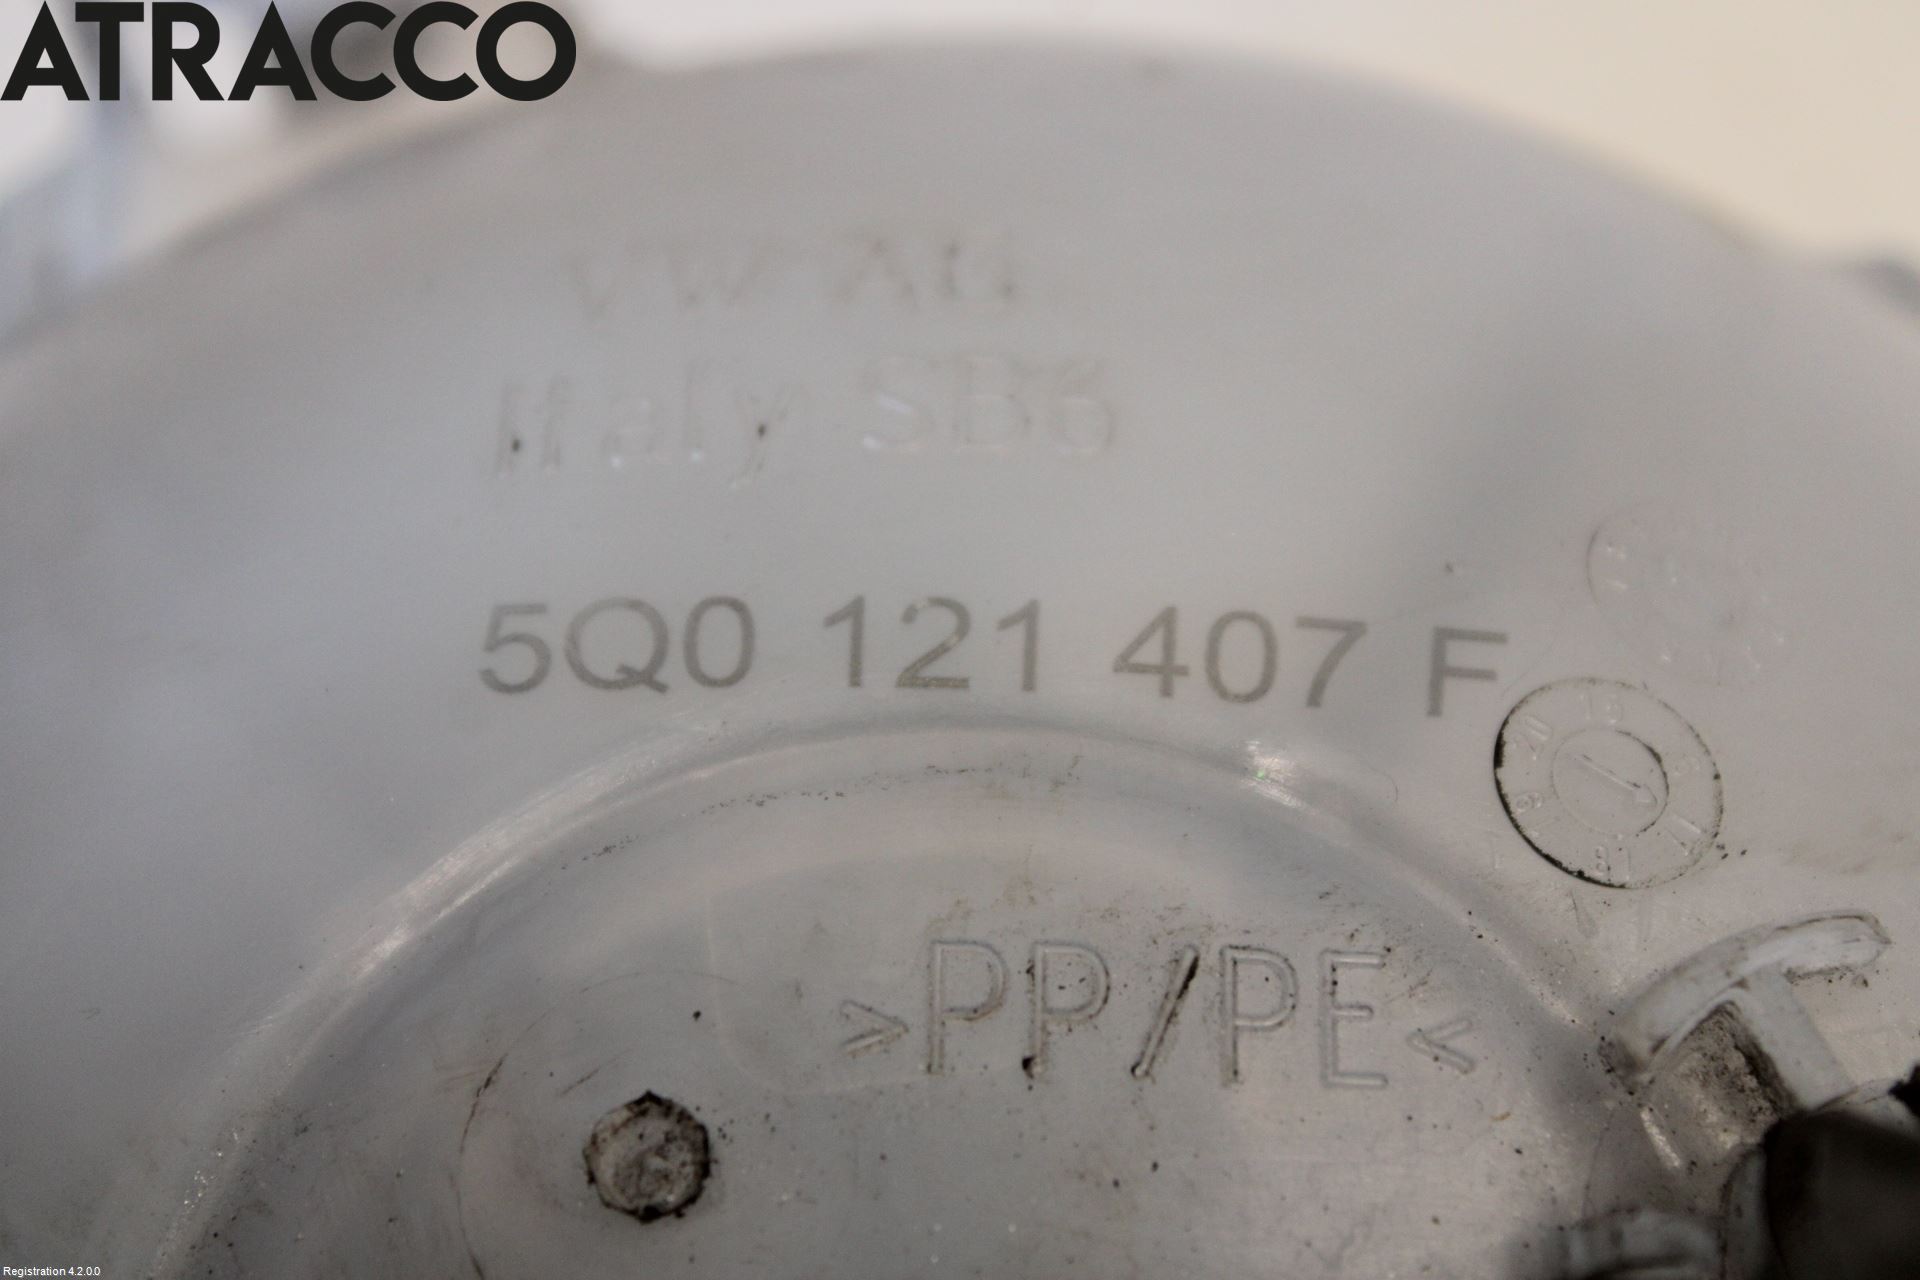 ATRACCO
VW AG
Italy SB6
5Q0 121 407 F
>PP/PE<
Registration 4.2.0.0